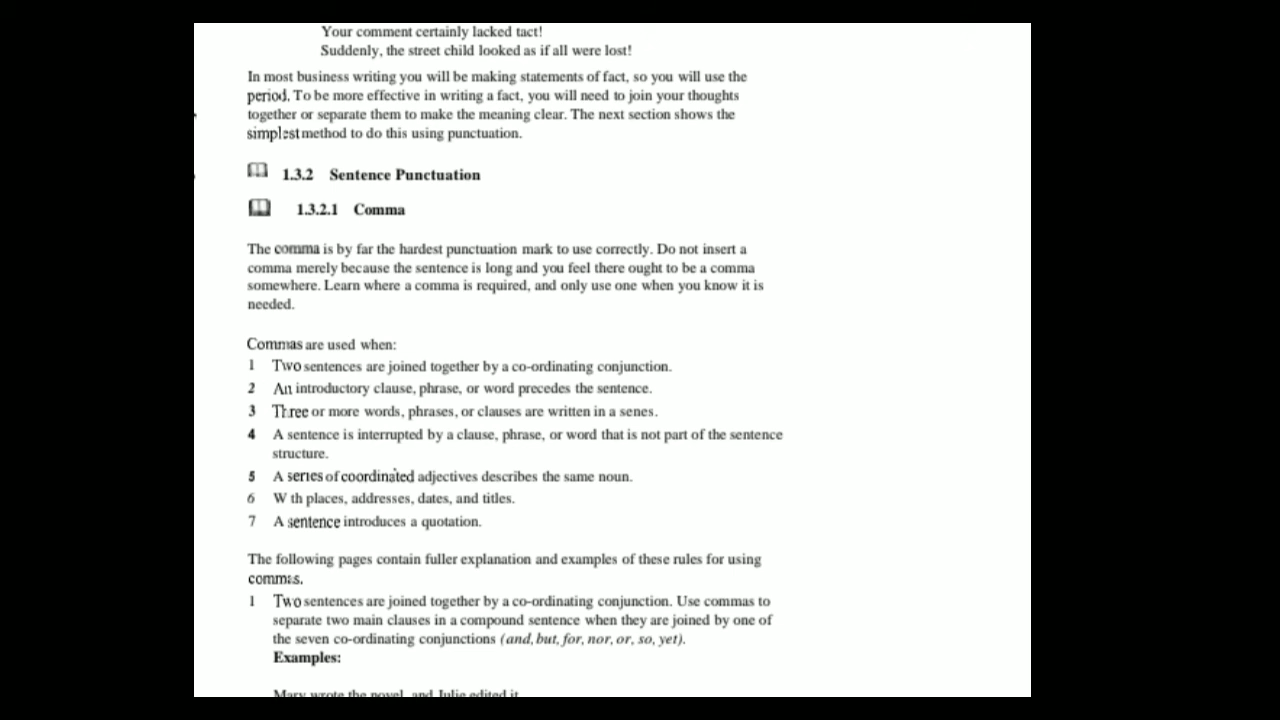 Your comment certainly lacked tact!
Suddenly, the street child looked as if all were lost!
In most business writing you will be making statements of fact, so you will use the
period. To be more effective in writing a fact, you will need to join your thoughts
together or separate them to make the meaning clear. The next section shows the
simplest method to do this using punctuation.
1.3.2 Sentence Punctuation
1.3.2.1 Comma
The comma is by far the hardest punctuation mark to use correctly. Do not insert a
comma merely because the sentence is long and you feel there ought to be a comma
somewhere. Learn where a comma is required, and only use one when you know it is
needed.
Commas are used when:
1 Two sentences are joined together by a co-ordinating conjunction.
2 An introductory clause, phrase, or word precedes the sentence.
3 Three or more words, phrases, or clauses are written in a senes.
4 A sentence is interrupted by a clause, phrase, or word that is not part of the sentence
structure.
5 A series of coordinated adjectives describes the same noun.
6 W th places, addresses, dates, and titles.
7 A sentence introduces a quotation.
The following pages contain fuller explanation and examples of these rules for using
commas.
1 Two sentences are joined together by a co-ordinating conjunction. Use commas to
separate two main clauses in a compound sentence when they are joined by one of
the seven co-ordinating conjunctions (and, but, for, nor, or, so, yet).
Examples:
Mary wrote the novel, and Julie edited it